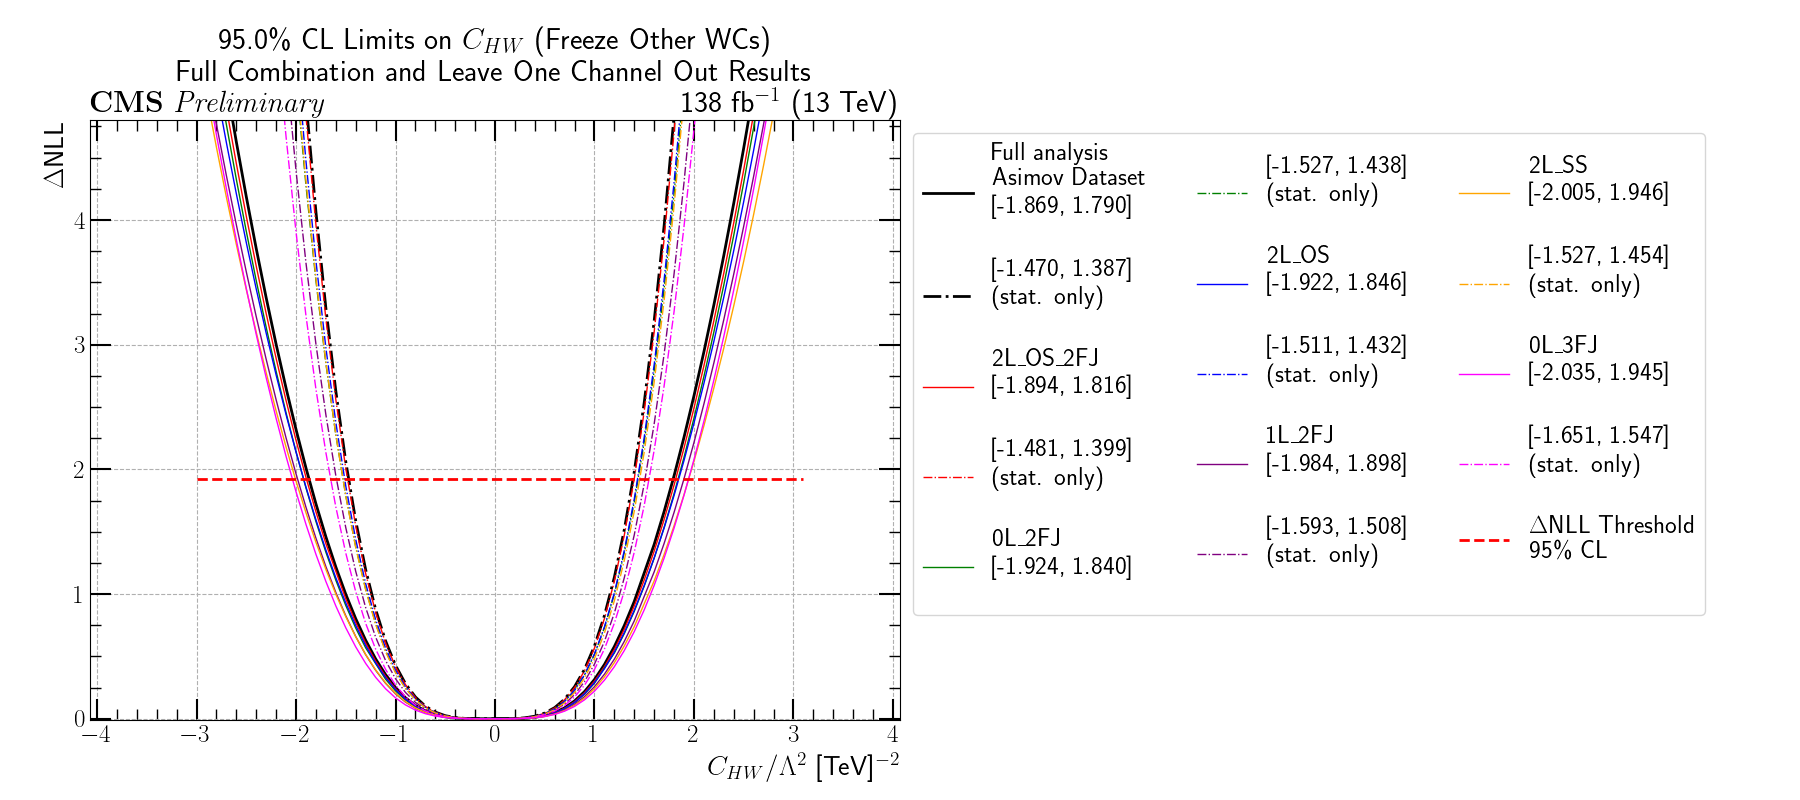 95.0% CL Limits on C_HW (Freeze Other WCs)
Full Combination and Leave One Channel Out Results
CMS Preliminary
138 fb⁻¹ (13 TeV)
ΔNLL
4
3
2
1
0
−4
−3
−2
−1
0
1
2
3
4
C_HW/Λ² [TeV]⁻²
Full analysis
Asimov Dataset
[-1.869, 1.790]
[-1.470, 1.387]
(stat. only)
2L_OS_2FJ
[-1.894, 1.816]
[-1.481, 1.399]
(stat. only)
0L_2FJ
[-1.924, 1.840]
[-1.527, 1.438]
(stat. only)
2L_OS
[-1.922, 1.846]
[-1.511, 1.432]
(stat. only)
1L_2FJ
[-1.984, 1.898]
[-1.593, 1.508]
(stat. only)
2L_SS
[-2.005, 1.946]
[-1.527, 1.454]
(stat. only)
0L_3FJ
[-2.035, 1.945]
[-1.651, 1.547]
(stat. only)
ΔNLL Threshold
95% CL